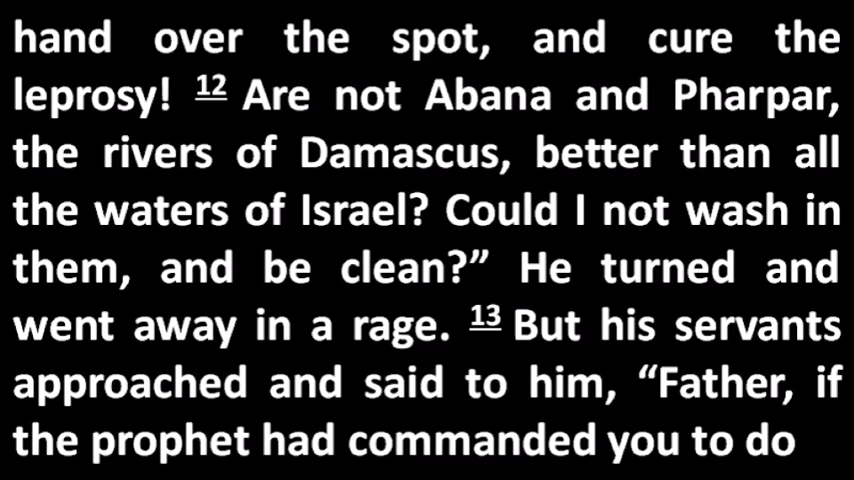 hand over the spot, and cure the
leprosy! 12 Are not Abana and Pharpar,
the rivers of Damascus, better than all
the waters of Israel? Could I not wash in
them, and be clean?” He turned and
went away in a rage. 13 But his servants
approached and said to him, “Father, if
the prophet had commanded you to do